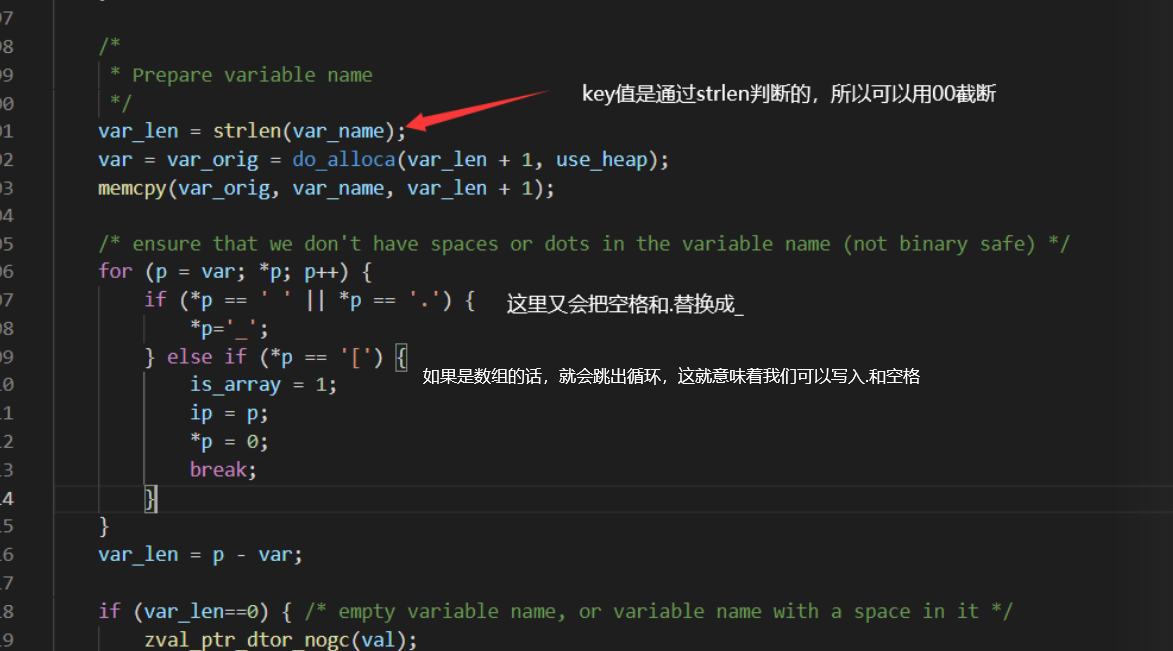 97
98 /*
99 * Prepare variable name
00 */
key值是通过strlen判断的，所以可以用00截断
01 var_len = strlen(var_name);
02 var = var_orig = do_alloca(var_len + 1, use_heap);
03 memcpy(var_orig, var_name, var_len + 1);
04
05 /* ensure that we don't have spaces or dots in the variable name (not binary safe) */
06 for (p = var; *p; p++) {
07 if (*p == ' ' || *p == '.') { 这里又会把空格和.替换成_
08 *p='_';
09 } else if (*p == '[') {
如果是数组的话，就会跳出循环，这就意味着我们可以写入.和空格
10 is_array = 1;
11 ip = p;
12 *p = 0;
13 break;
14 }
15 }
16 var_len = p - var;
17
18 if (var_len==0) { /* empty variable name, or variable name with a space in it */
19 zval_ptr_dtor_nogc(val);